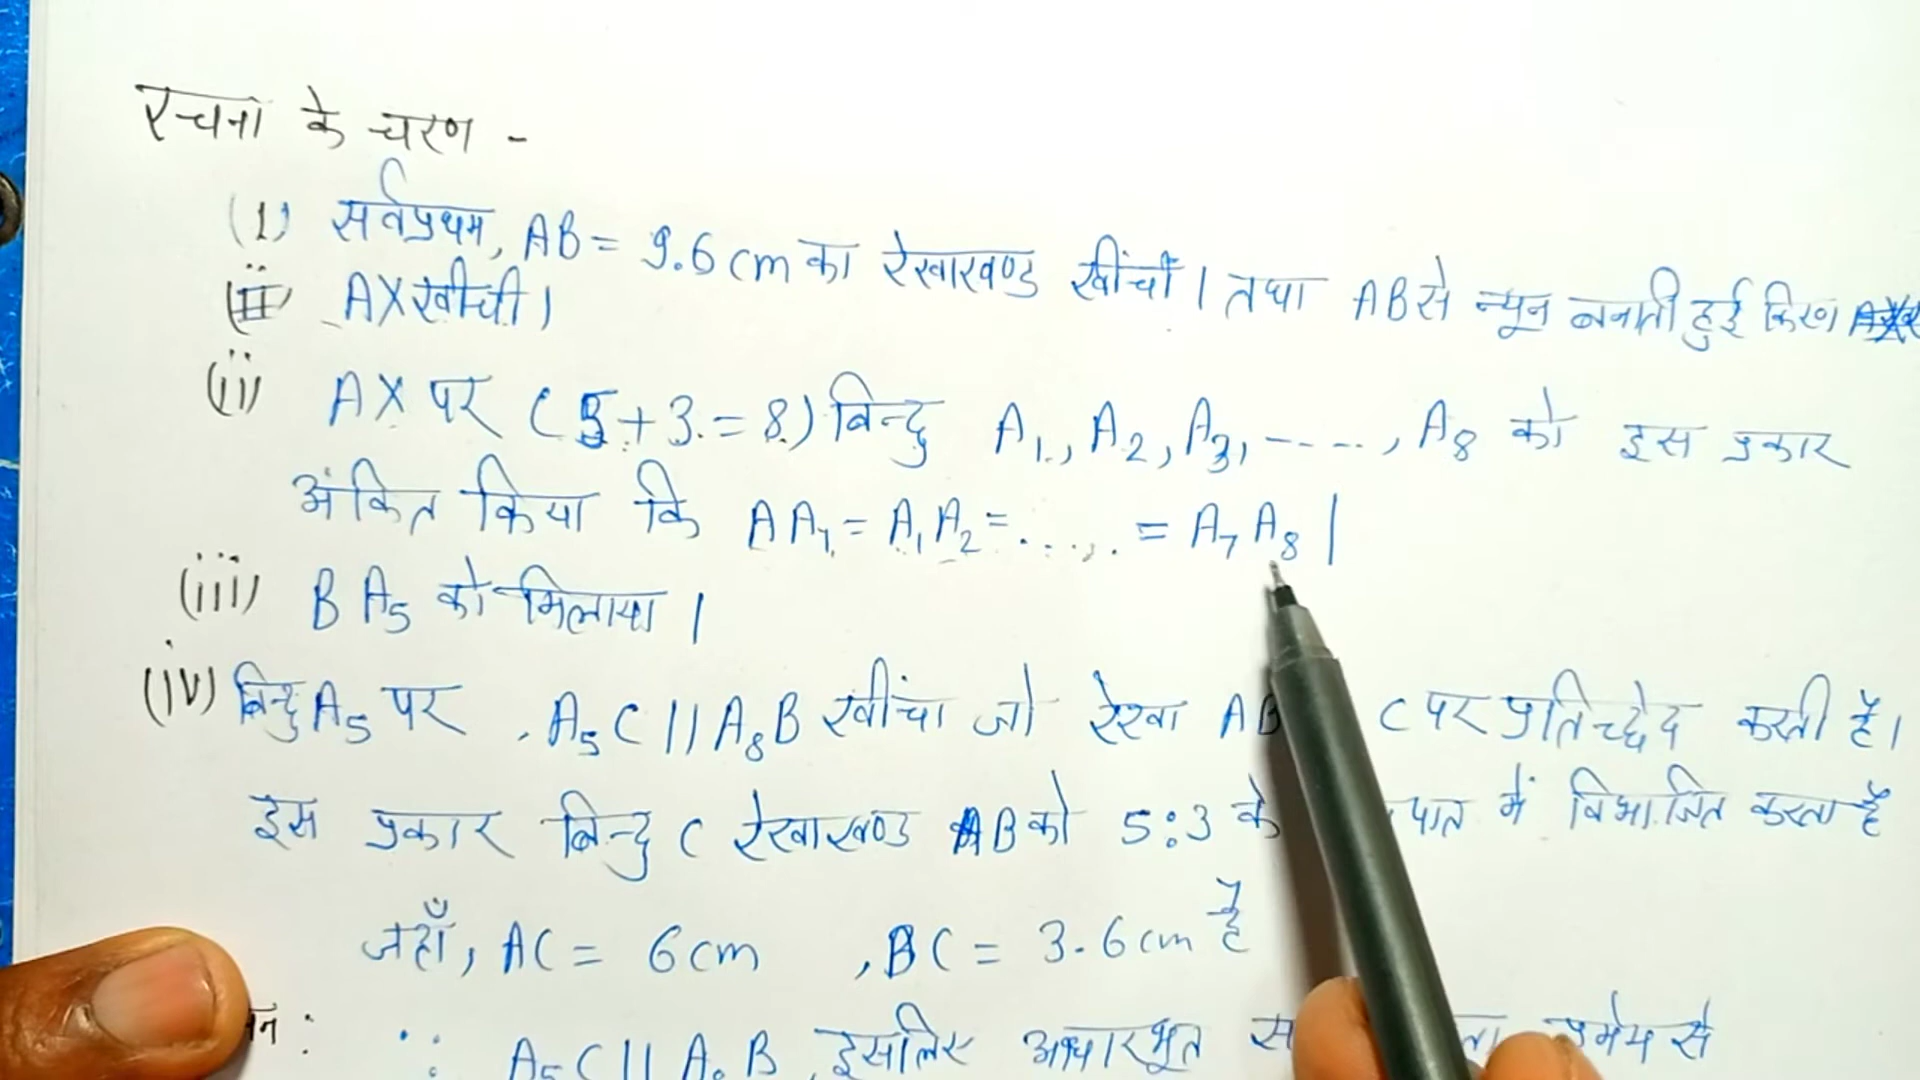 रचना के चरण -
(i) सर्वप्रथम, AB = 9.6 cm का रेखाखण्ड खींचा। तथा AB से न्यून बनाती हुई किरण
(ii) AX खींची।
(ii) AX पर (5+3=8) बिन्दु A₁, A₂, A₃, ----, A₈ को इस प्रकार
अंकित किया कि AA₁ = A₁A₂ = ..... = A₇A₈ |
(iii) BA₅ को मिलाया |
(iv) बिन्दु A₅ पर, A₅C || A₈B खींचा जो रेखा AB C पर प्रतिच्छेद करती है।
इस प्रकार बिन्दु C रेखाखण्ड AB को 5:3 के में विभाजित करता है
जहाँ, AC = 6 cm , BC = 3.6 cm है
: ∵ A₅C || A₈B, इसलिए आधारभूत प्रमेय से